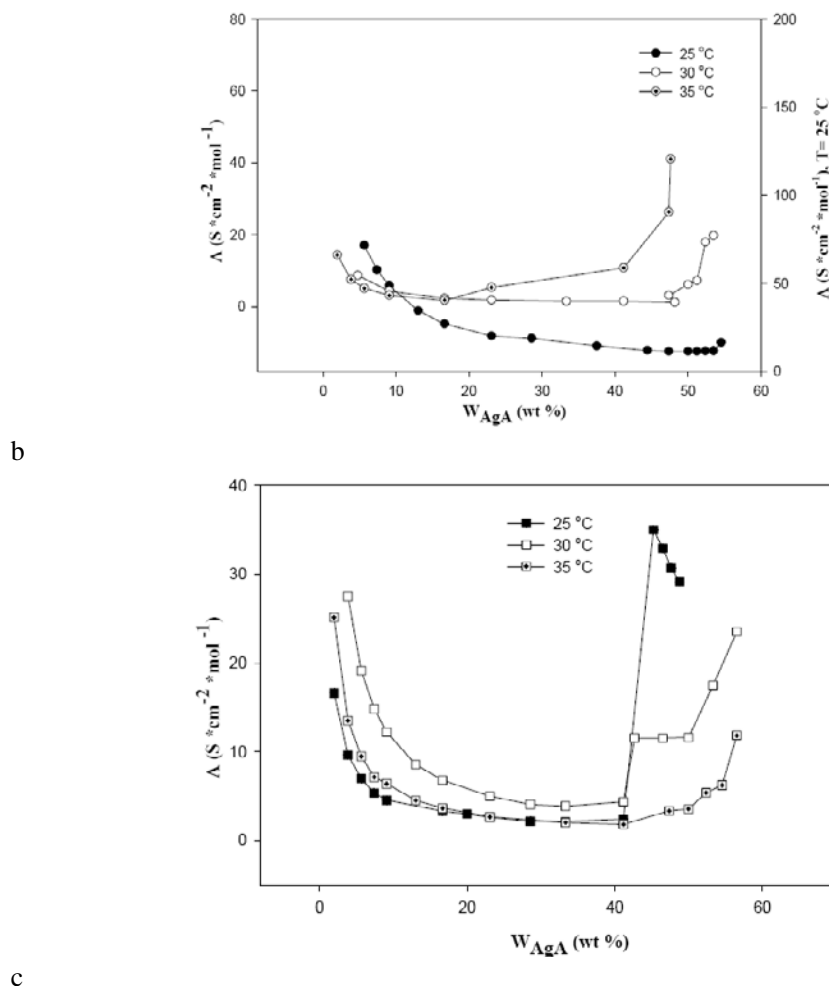 80
60
40
20
0
Λ (S *cm⁻² *mol⁻¹)
25 °C
30 °C
35 °C
200
150
100
50
0
Λ (S *cm⁻² *mol⁻¹), T= 25 °C
0 10 20 30 40 50 60
W_AgA (wt %)
b
40
30
20
10
0
Λ (S *cm⁻² *mol⁻¹)
25 °C
30 °C
35 °C
0 20 40 60
W_AgA (wt %)
c